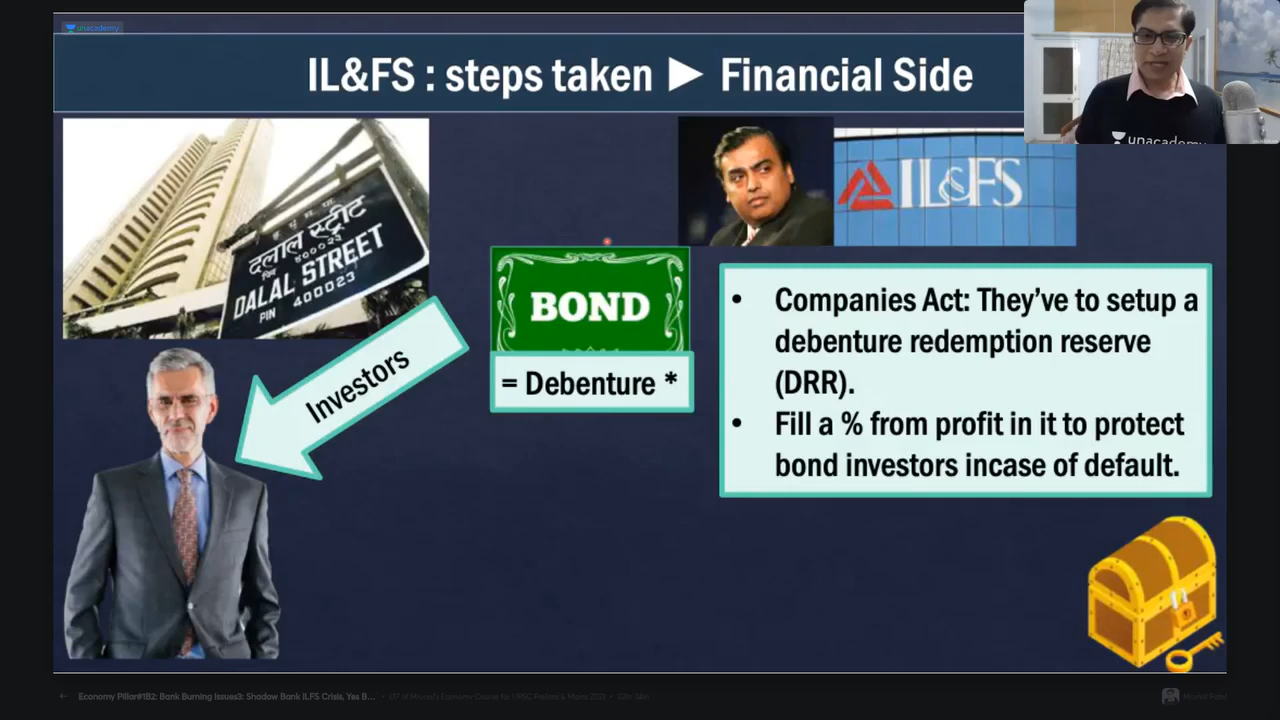 unacademy
IL&FS : steps taken ► Financial Side
unacademy
दलाल स्ट्रीट
500023
DALAL STREET
PIN 400023
IL&FS
BOND
= Debenture *
Investors
• Companies Act: They've to setup a
debenture redemption reserve
(DRR).
• Fill a % from profit in it to protect
bond investors incase of default.
Economy Pillar#1B2: Bank Burning Issues3: Shadow Bank ILFS Crisis, Yes B...